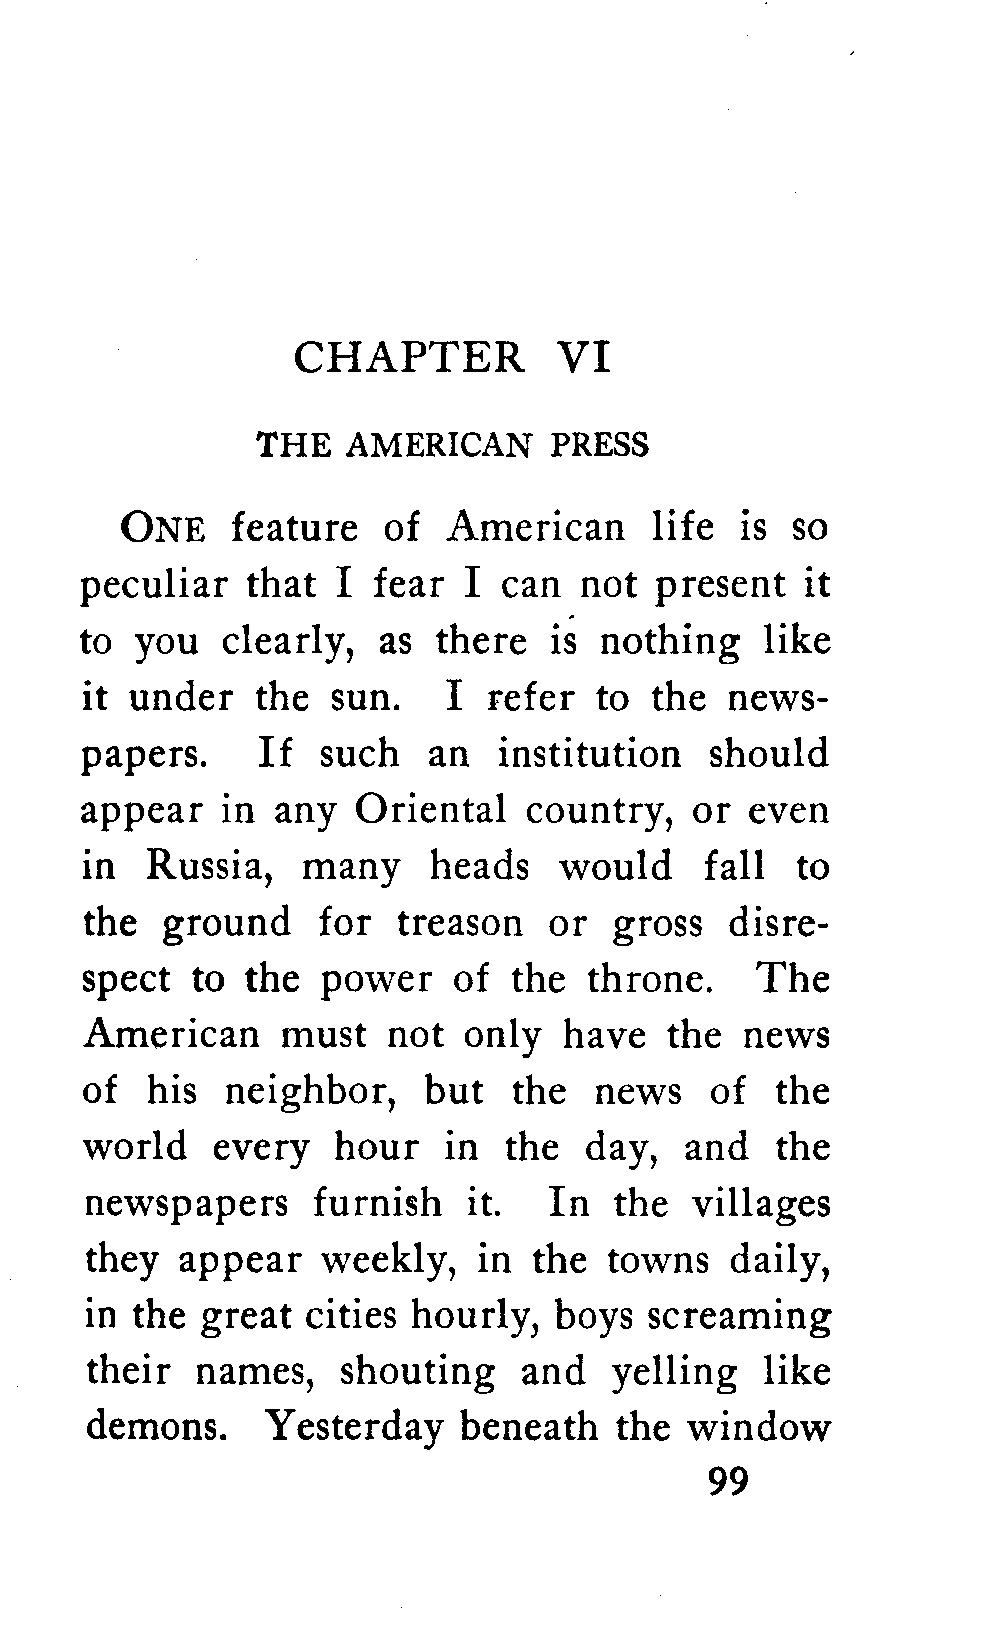 CHAPTER VI
THE AMERICAN PRESS
ONE feature of American life is so
peculiar that I fear I can not present it
to you clearly, as there is nothing like
it under the sun. I refer to the news-
papers. If such an institution should
appear in any Oriental country, or even
in Russia, many heads would fall to
the ground for treason or gross disre-
spect to the power of the throne. The
American must not only have the news
of his neighbor, but the news of the
world every hour in the day, and the
newspapers furnish it. In the villages
they appear weekly, in the towns daily,
in the great cities hourly, boys screaming
their names, shouting and yelling like
demons. Yesterday beneath the window
99